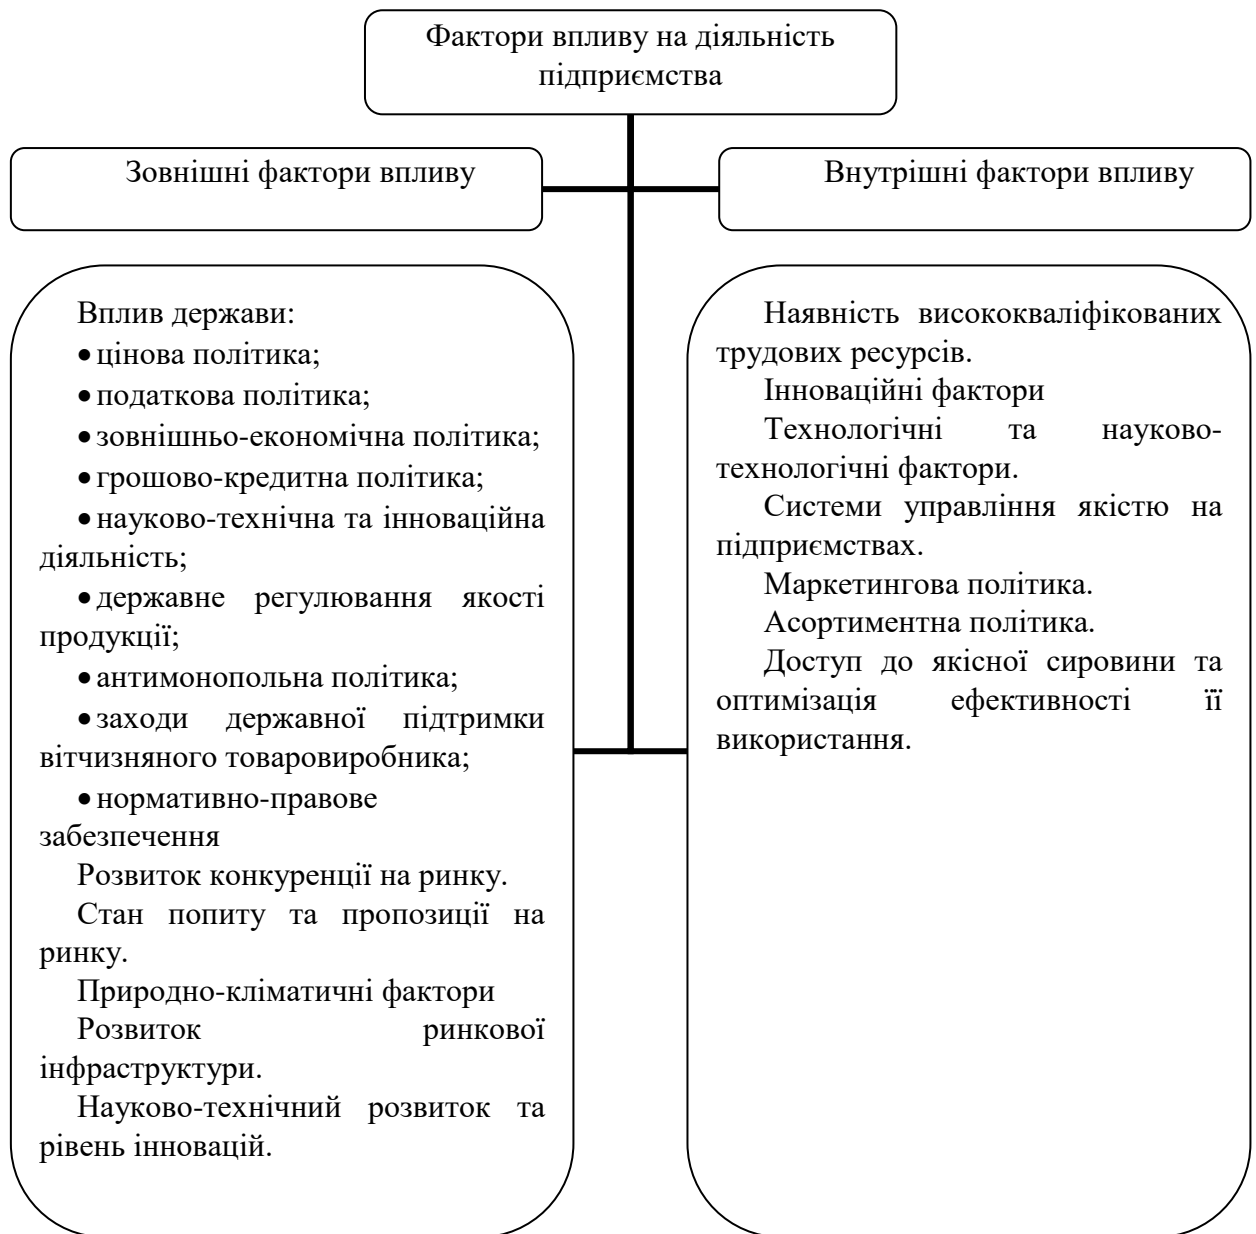 Фактори впливу на діяльність
підприємства
Зовнішні фактори впливу
Внутрішні фактори впливу
Вплив держави:
•цінова політика;
•податкова політика;
•зовнішньо-економічна політика;
•грошово-кредитна політика;
•науково-технічна та інноваційна
діяльність;
•державне регулювання якості
продукції;
•антимонопольна політика;
•заходи державної підтримки
вітчизняного товаровиробника;
•нормативно-правове
забезпечення
Розвиток конкуренції на ринку.
Стан попиту та пропозиції на
ринку.
Природно-кліматичні фактори
Розвиток ринкової
інфраструктури.
Науково-технічний розвиток та
рівень інновацій.
Наявність висококваліфікованих
трудових ресурсів.
Інноваційні фактори
Технологічні та науково-
технологічні фактори.
Системи управління якістю на
підприємствах.
Маркетингова політика.
Асортиментна політика.
Доступ до якісної сировини та
оптимізація ефективності її
використання.